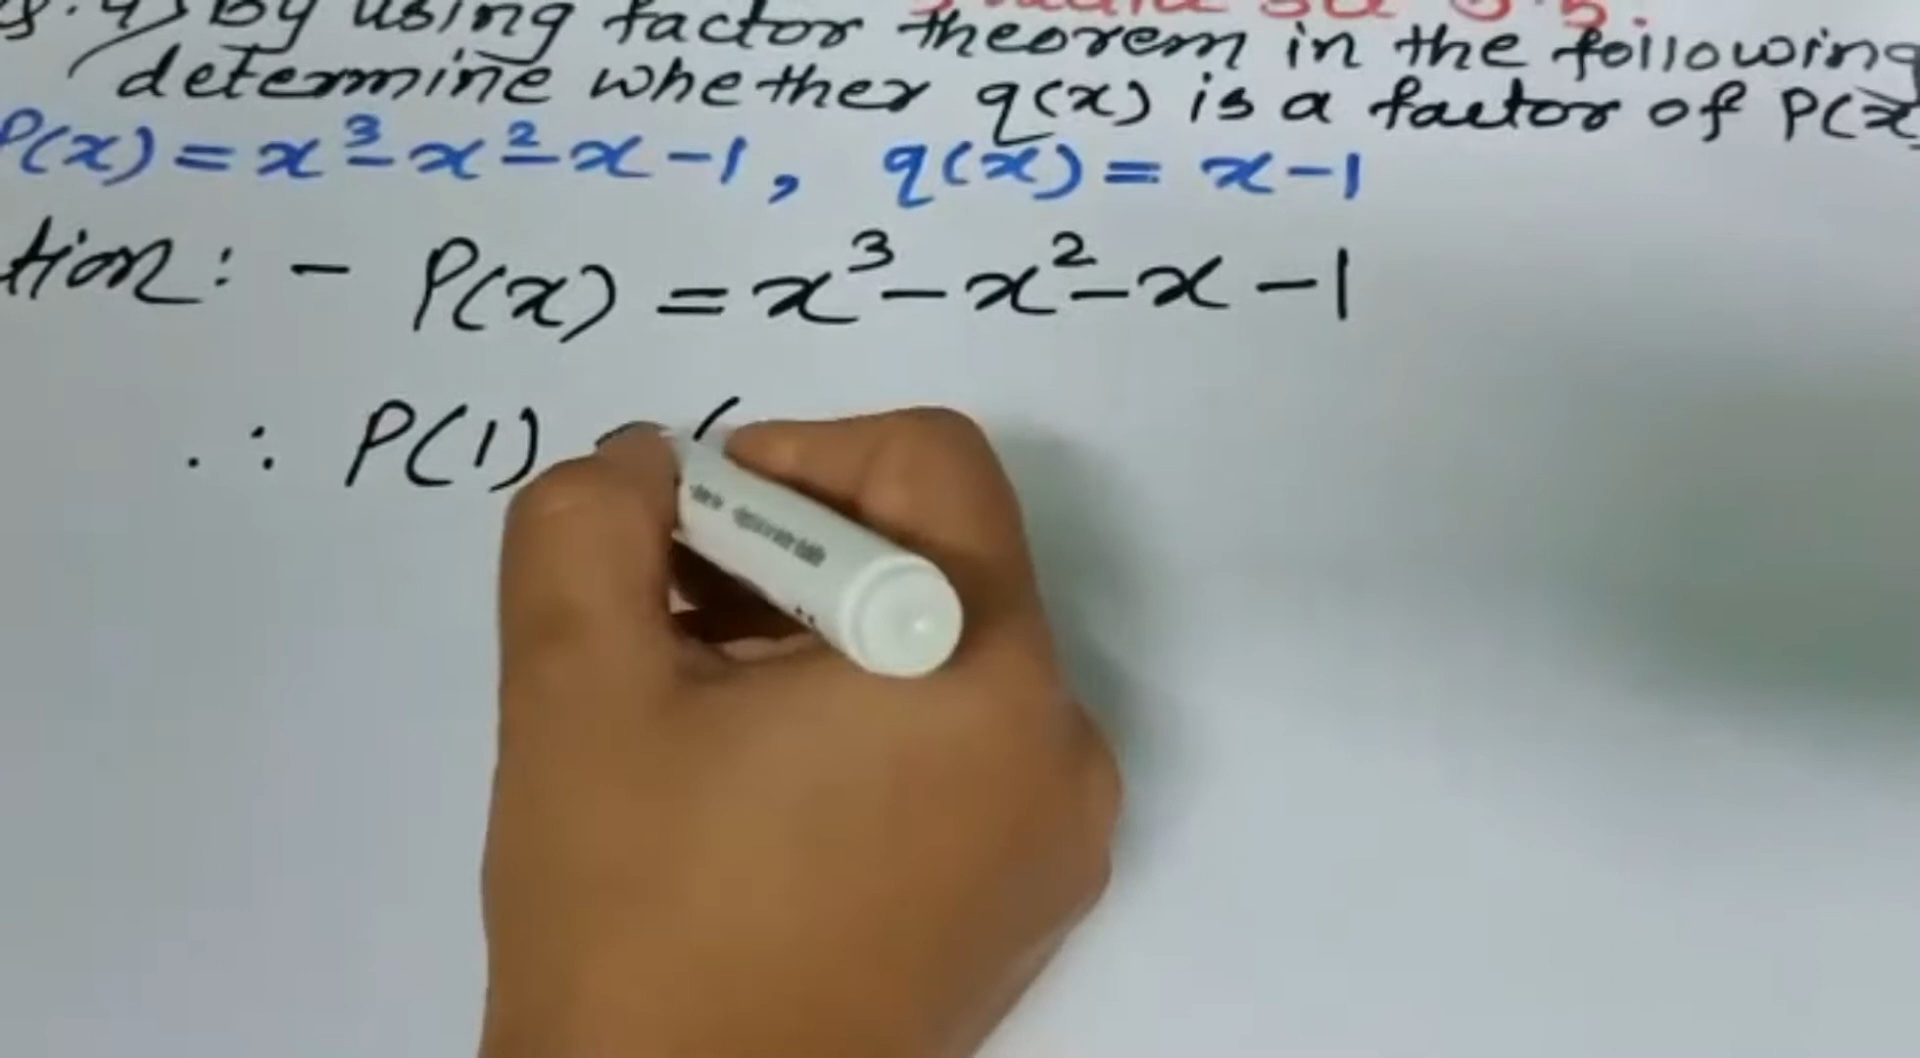 By using factor theorem in the following
determine whether q(x) is a factor of P(x)
P(x) = x³ - x² - x - 1, q(x) = x - 1
tion: - P(x) = x³ - x² - x - 1
∴ P(1) = (